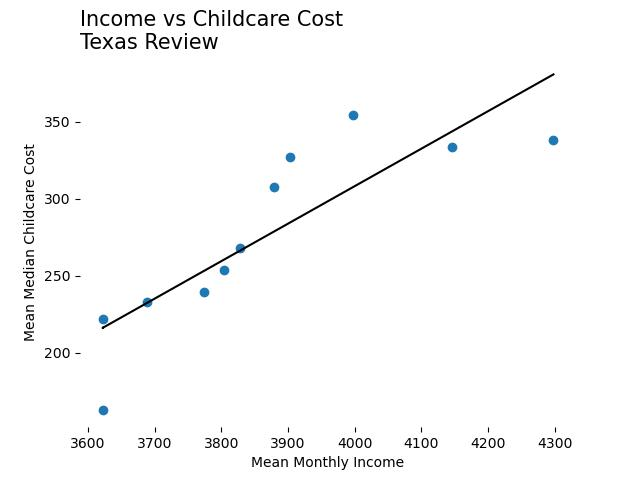 Income vs Childcare Cost
Texas Review
Mean Median Childcare Cost
350
300
250
200
3600 3700 3800 3900 4000 4100 4200 4300
Mean Monthly Income